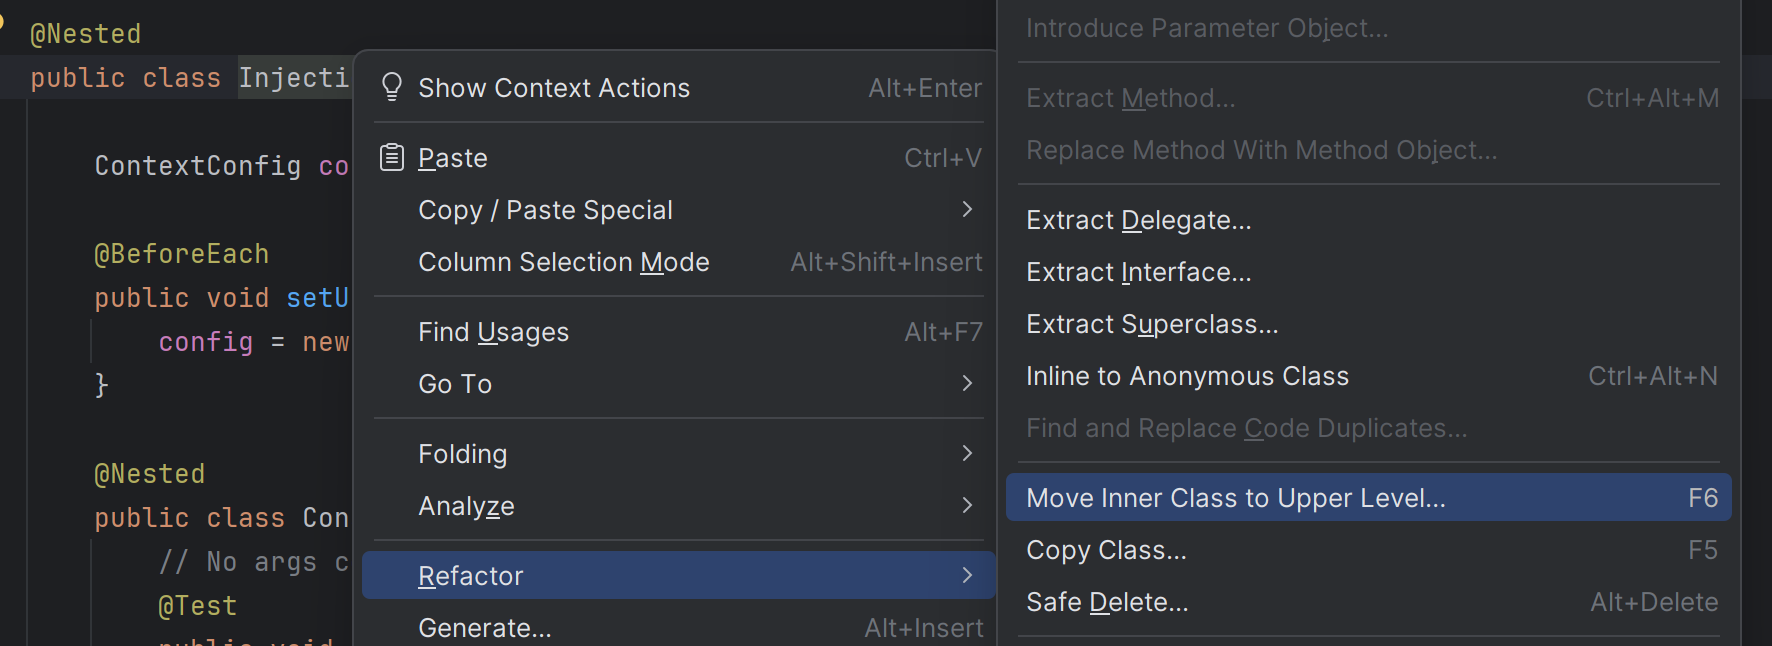 @Nested
public class Injecti
ContextConfig co
@BeforeEach
public void setU
config = new
}
@Nested
public class Con
// No args c
@Test
public void
Show Context Actions Alt+Enter
Paste Ctrl+V
Copy / Paste Special
Column Selection Mode Alt+Shift+Insert
Find Usages Alt+F7
Go To
Folding
Analyze
Refactor
Generate... Alt+Insert
Introduce Parameter Object...
Extract Method... Ctrl+Alt+M
Replace Method With Method Object...
Extract Delegate...
Extract Interface...
Extract Superclass...
Inline to Anonymous Class Ctrl+Alt+N
Find and Replace Code Duplicates...
Move Inner Class to Upper Level... F6
Copy Class... F5
Safe Delete... Alt+Delete